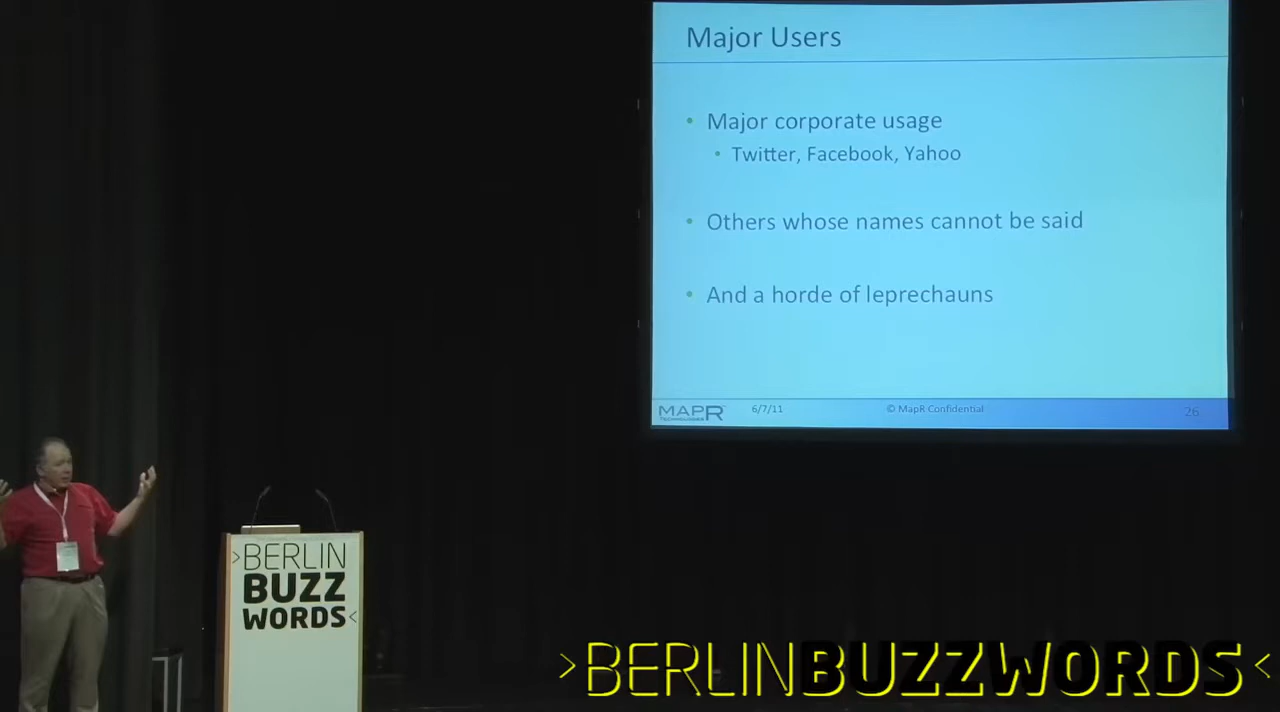 Major Users
• Major corporate usage
• Twitter, Facebook, Yahoo
• Others whose names cannot be said
• And a horde of leprechauns
MAPR
TECHNOLOGIES
6/7/11
© MapR Confidential
26
>BERLIN
BUZZ
WORDS<
>BERLINBUZZWORDS<